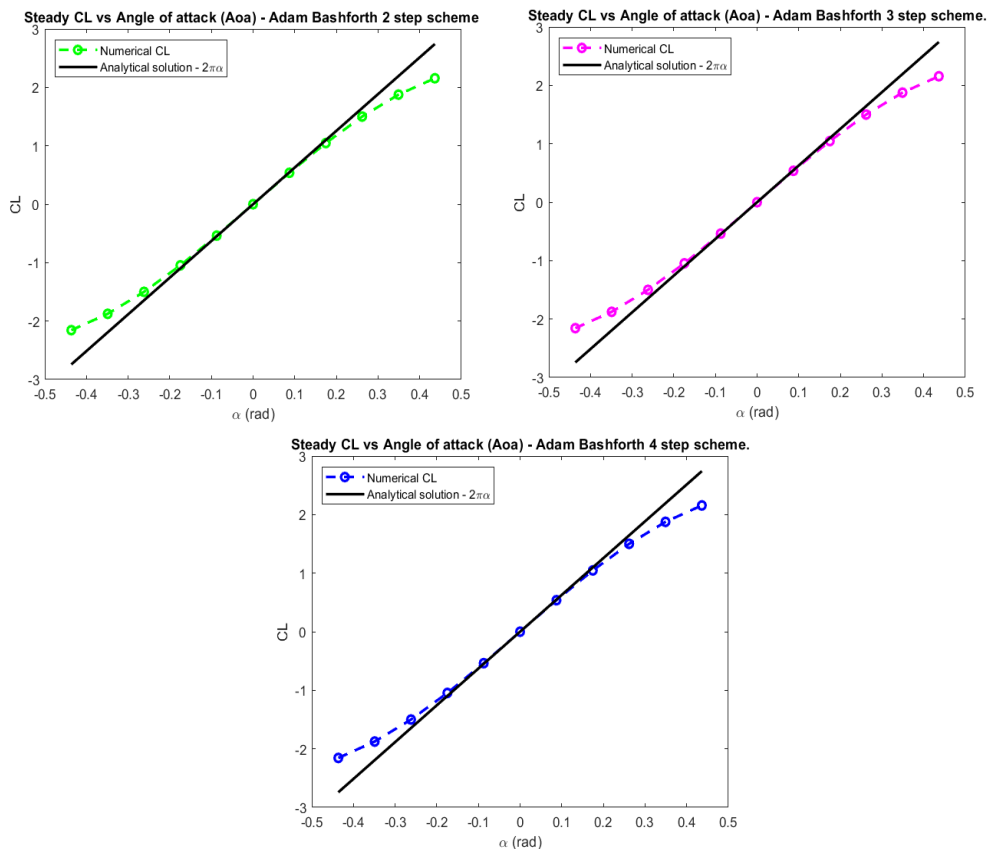 Steady CL vs Angle of attack (Aoa) - Adam Bashforth 2 step scheme
3
2
1
0
-1
-2
-3
CL
Numerical CL
Analytical solution - 2πα
-0.5 -0.4 -0.3 -0.2 -0.1 0 0.1 0.2 0.3 0.4 0.5
α (rad)
Steady CL vs Angle of attack (Aoa) - Adam Bashforth 3 step scheme.
3
2
1
0
-1
-2
-3
CL
Numerical CL
Analytical solution - 2πα
-0.5 -0.4 -0.3 -0.2 -0.1 0 0.1 0.2 0.3 0.4 0.5
α (rad)
Steady CL vs Angle of attack (Aoa) - Adam Bashforth 4 step scheme.
3
2
1
0
-1
-2
-3
CL
Numerical CL
Analytical solution - 2πα
-0.5 -0.4 -0.3 -0.2 -0.1 0 0.1 0.2 0.3 0.4 0.5
α (rad)